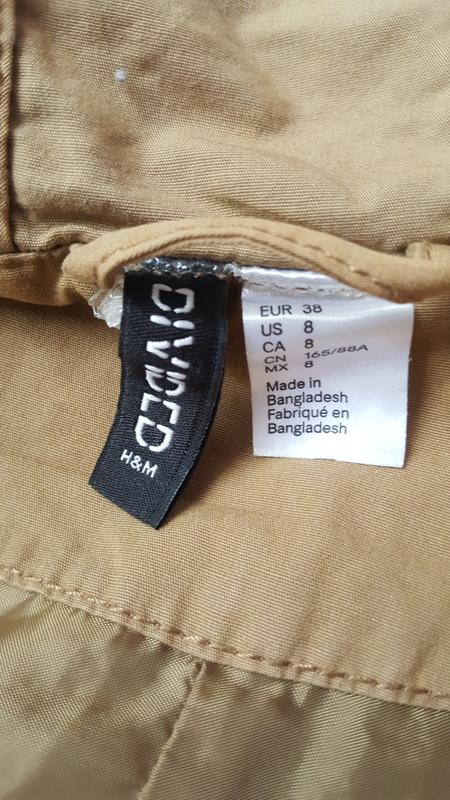 DIVIDED
H&M
EUR 38
US 8
CA 8
CN 165/88A
MX 8
Made in
Bangladesh
Fabriqué en
Bangladesh